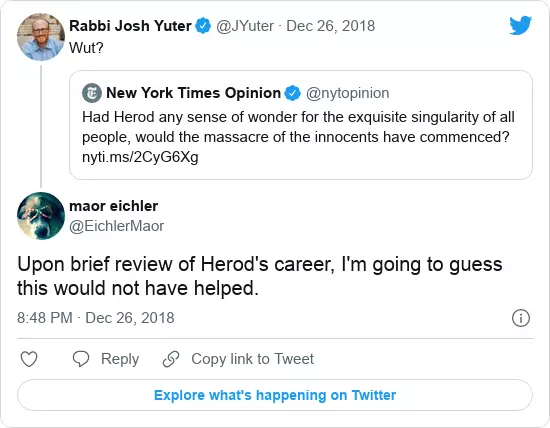 Rabbi Josh Yuter @JYuter · Dec 26, 2018
Wut?
New York Times Opinion @nytopinion
Had Herod any sense of wonder for the exquisite singularity of all
people, would the massacre of the innocents have commenced?
nyti.ms/2CyG6Xg
maor eichler
@EichlerMaor
Upon brief review of Herod's career, I'm going to guess
this would not have helped.
8:48 PM · Dec 26, 2018
Reply
Copy link to Tweet
Explore what's happening on Twitter